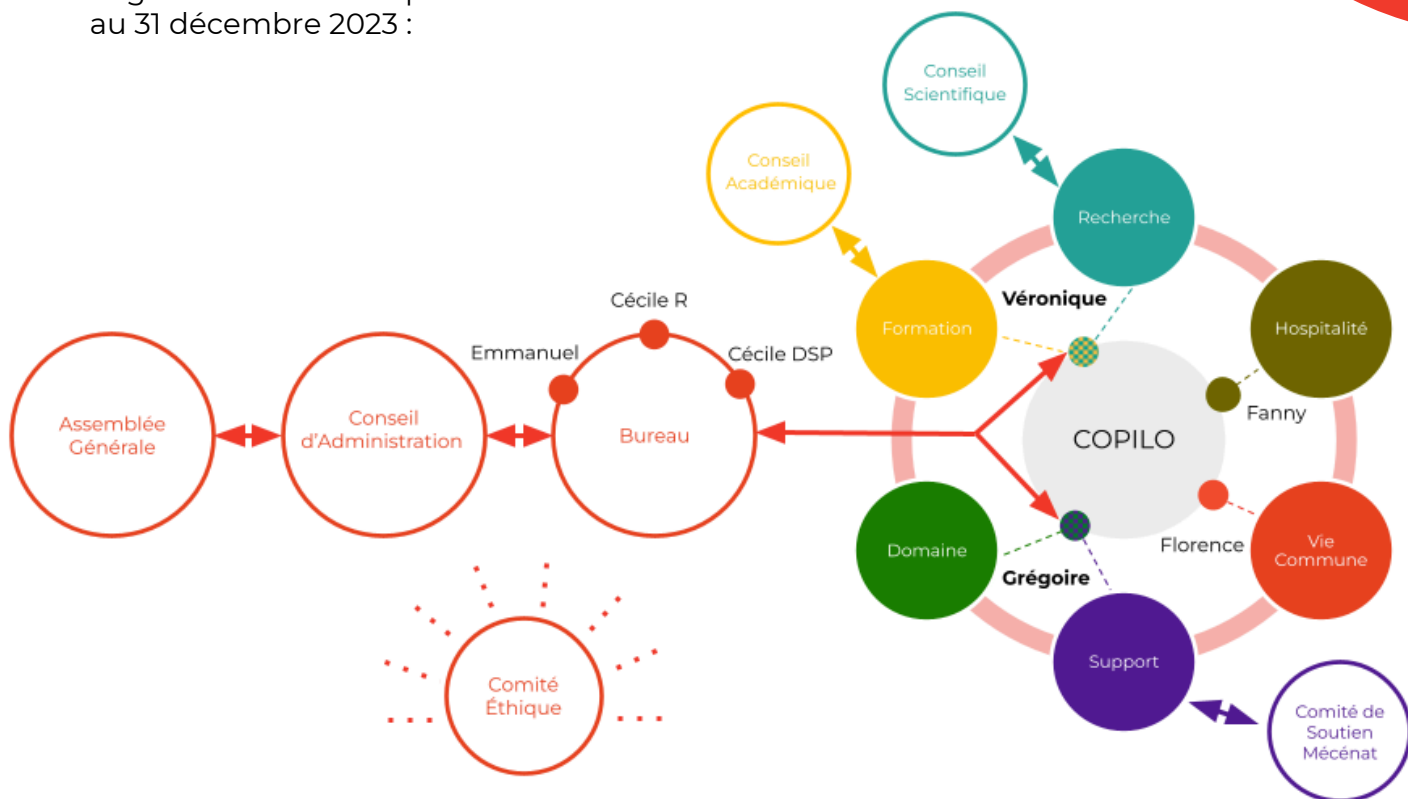 au 31 décembre 2023 :
Conseil
Scientifique
Conseil
Académique
Recherche
Véronique
Formation
Hospitalité
Cécile R
Emmanuel
Cécile DSP
Fanny
Assemblée
Générale
Conseil
d'Administration
Bureau
COPILO
Domaine
Florence
Vie
Commune
Grégoire
Support
Comité
Éthique
Comité de
Soutien
Mécénat